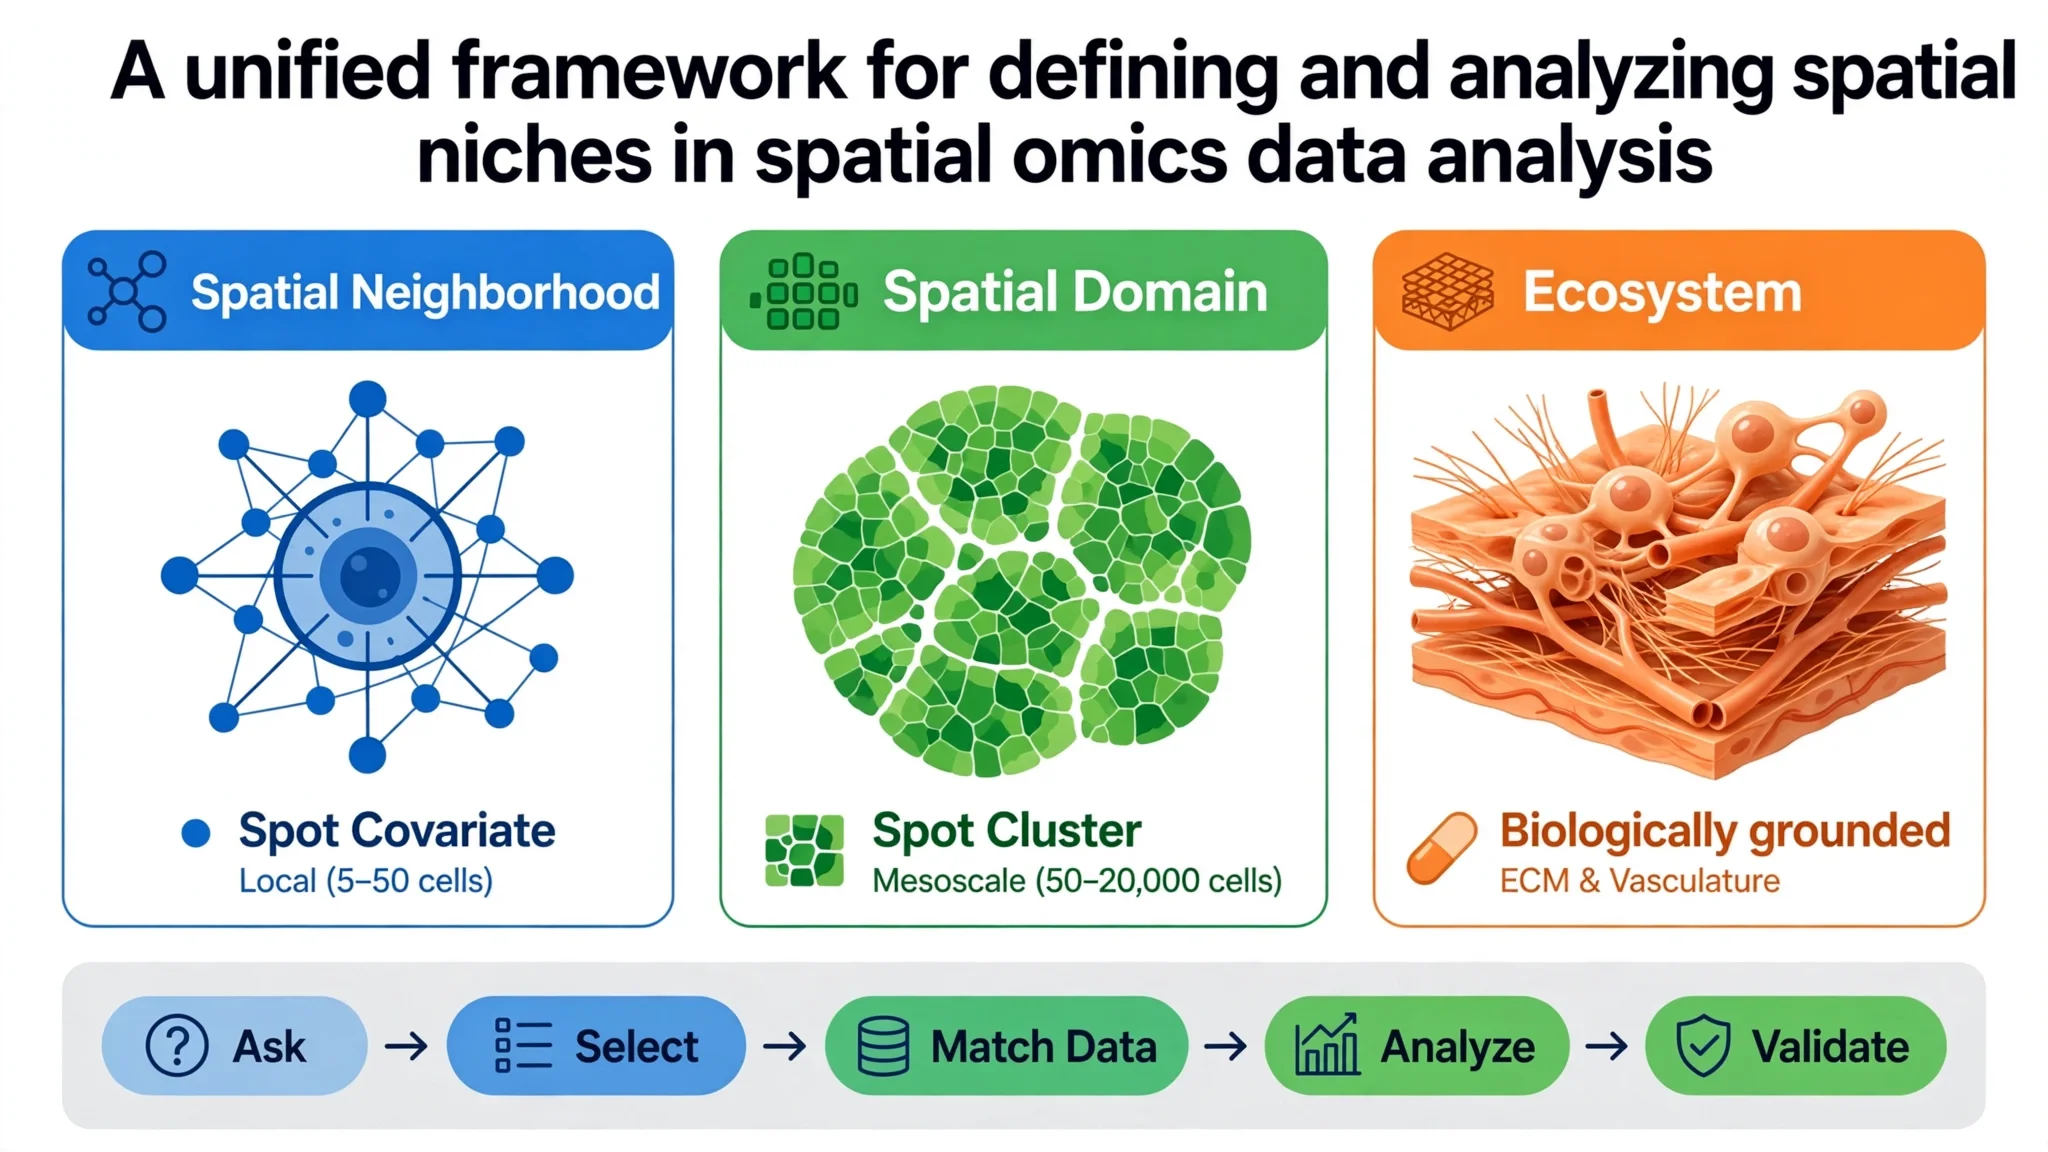 A unified framework for defining and analyzing spatial
niches in spatial omics data analysis
Spatial Neighborhood
Spot Covariate
Local (5–50 cells)
Spatial Domain
Spot Cluster
Mesoscale (50–20,000 cells)
Ecosystem
Biologically grounded
ECM & Vasculature
Ask
Select
Match Data
Analyze
Validate